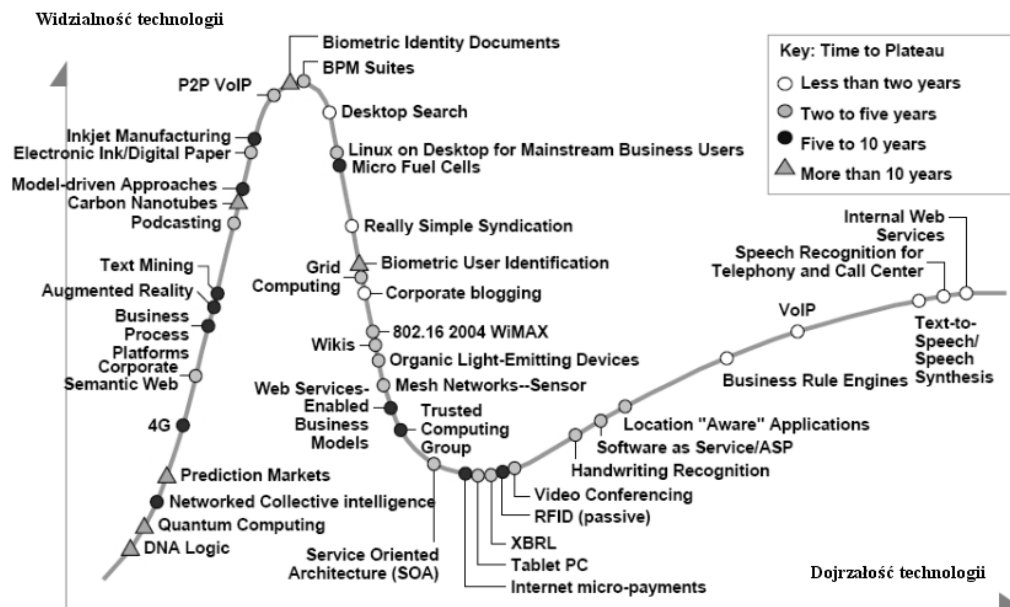 Widzialność technologii
Biometric Identity Documents
BPM Suites
P2P VoIP
Desktop Search
Inkjet Manufacturing
Electronic Ink/Digital Paper
Linux on Desktop for Mainstream Business Users
Micro Fuel Cells
Model-driven Approaches
Carbon Nanotubes
Podcasting
Really Simple Syndication
Text Mining
Augmented Reality
Business
Process
Platforms
Corporate
Semantic Web
Grid
Computing
Biometric User Identification
Corporate blogging
802.16 2004 WiMAX
Wikis
Organic Light-Emitting Devices
Mesh Networks--Sensor
Web Services-
Enabled
Business
Models
Trusted
Computing
Group
4G
Prediction Markets
Networked Collective intelligence
Quantum Computing
DNA Logic
Service Oriented
Architecture (SOA)
Internet micro-payments
Tablet PC
XBRL
RFID (passive)
Video Conferencing
Handwriting Recognition
Software as Service/ASP
Location "Aware" Applications
Business Rule Engines
VoIP
Text-to-
Speech/
Speech
Synthesis
Speech Recognition for
Telephony and Call Center
Internal Web
Services
Key: Time to Plateau
Less than two years
Two to five years
Five to 10 years
More than 10 years
Dojrzałość technologii